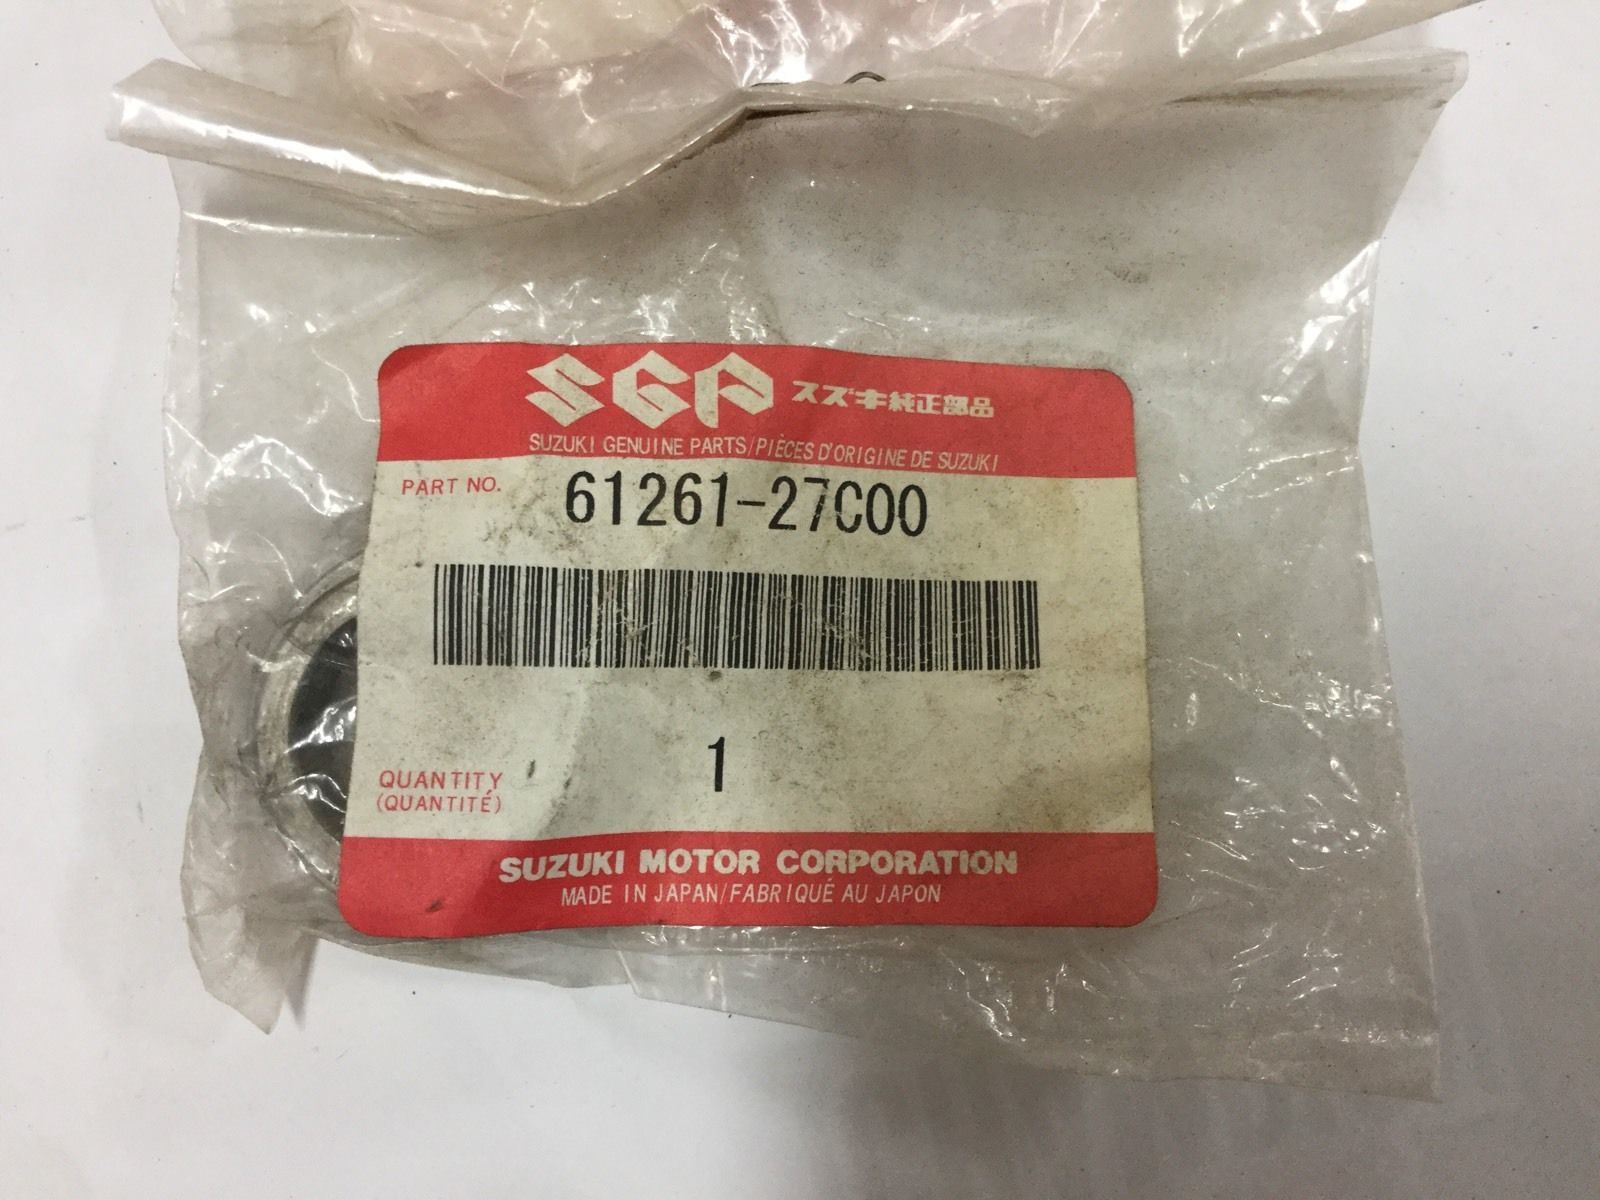 SGP スズキ純正部品
SUZUKI GENUINE PARTS/PIÈCES D'ORIGINE DE SUZUKI
PART NO. 61261-27C00
QUANTITY 1
(QUANTITÉ)
SUZUKI MOTOR CORPORATION
MADE IN JAPAN/FABRIQUÉ AU JAPON